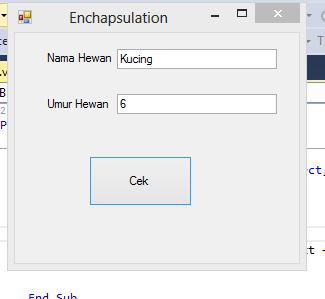 Enchapsulation
Nama Hewan Kucing
Umur Hewan 6
Cek
End Sub